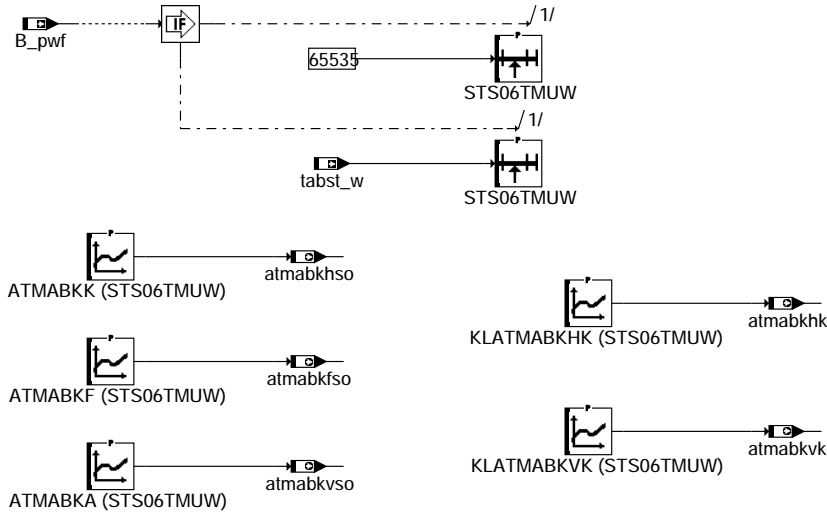 /1/
IF
B_pwf
P
65535
STS06TMUW
/1/
P
tabst_w
STS06TMUW
P
atmabkhso
ATMABKK (STS06TMUW)
P
atmabkhk
KLATMABKHK (STS06TMUW)
P
atmabkfso
ATMABKF (STS06TMUW)
P
atmabkvk
KLATMABKVK (STS06TMUW)
P
atmabkvso
ATMABKA (STS06TMUW)